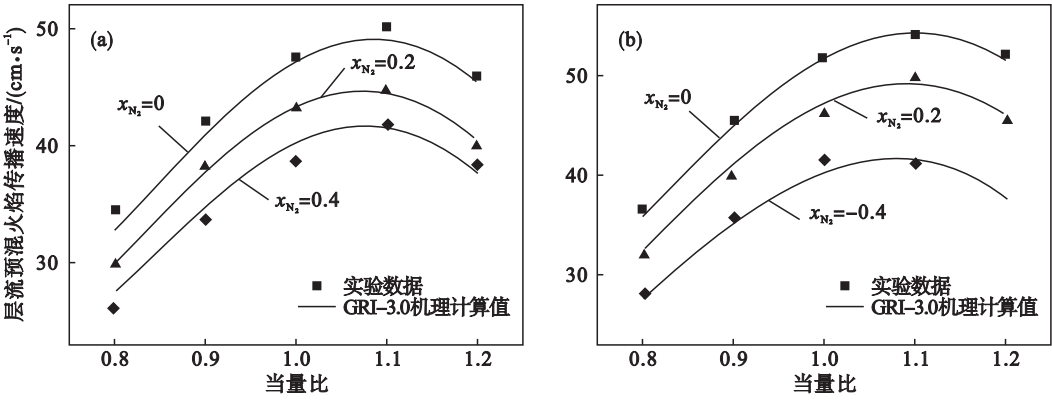 层流预混火焰传播速度/(cm•s⁻¹)
(a)
50
40
30
x_N₂=0
x_N₂=0.2
x_N₂=0.4
实验数据
GRI-3.0机理计算值
0.8 0.9 1.0 1.1 1.2
当量比
(b)
50
40
30
x_N₂=0
x_N₂=0.2
x_N₂=-0.4
实验数据
GRI-3.0机理计算值
0.8 0.9 1.0 1.1 1.2
当量比